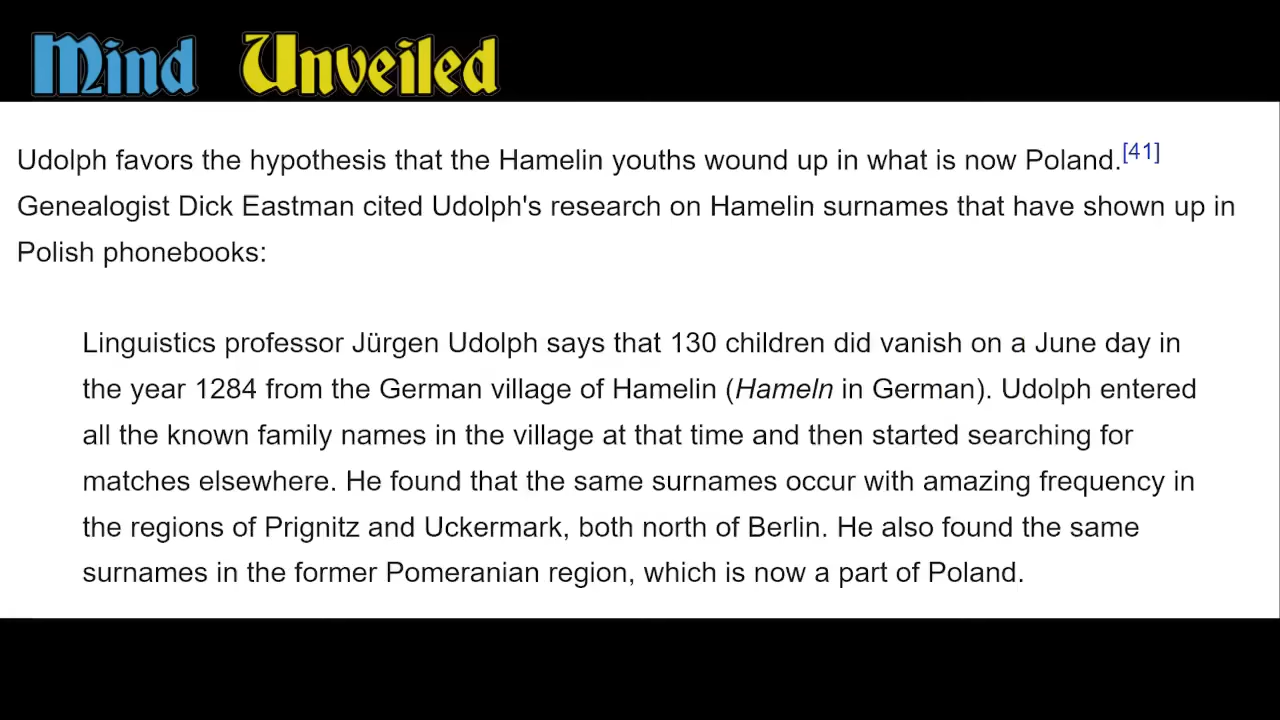 Mind Unveiled
Udolph favors the hypothesis that the Hamelin youths wound up in what is now Poland.[41]
Genealogist Dick Eastman cited Udolph's research on Hamelin surnames that have shown up in
Polish phonebooks:
Linguistics professor Jürgen Udolph says that 130 children did vanish on a June day in
the year 1284 from the German village of Hamelin (Hameln in German). Udolph entered
all the known family names in the village at that time and then started searching for
matches elsewhere. He found that the same surnames occur with amazing frequency in
the regions of Prignitz and Uckermark, both north of Berlin. He also found the same
surnames in the former Pomeranian region, which is now a part of Poland.